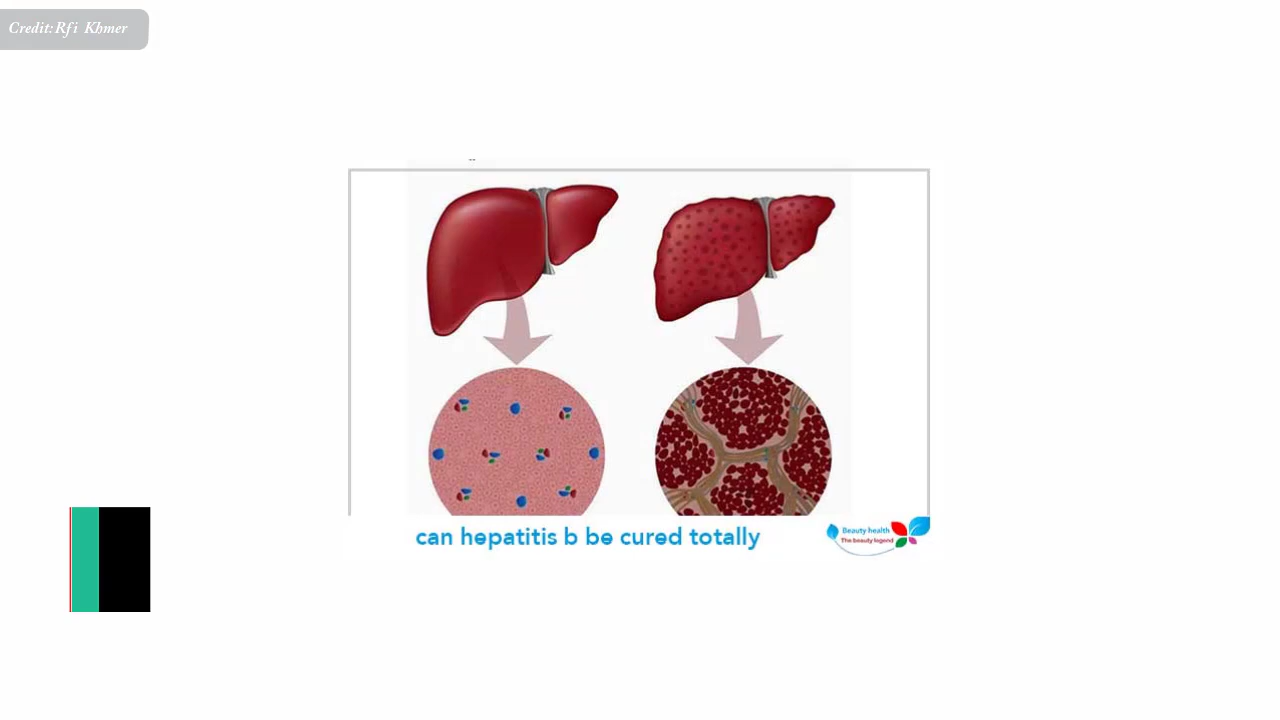 Credit:Rfi Khmer
can hepatitis b be cured totally
Beauty health
The beauty legend